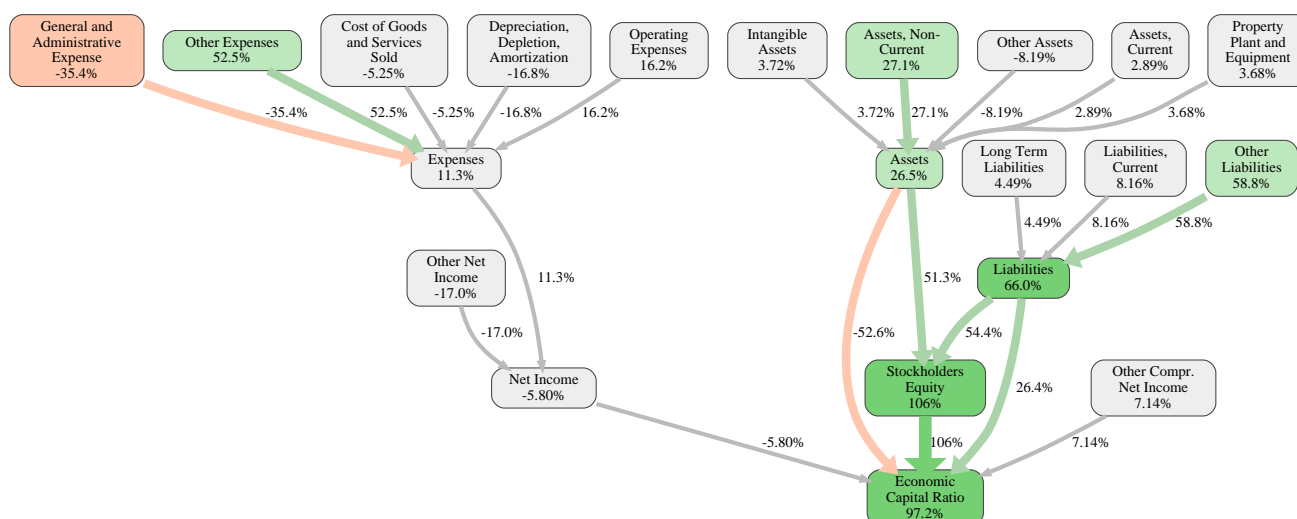 General and
Administrative
Expense
-35.4%
Other Expenses
52.5%
Cost of Goods
and Services
Sold
-5.25%
Depreciation,
Depletion,
Amortization
-16.8%
Operating
Expenses
16.2%
Intangible
Assets
3.72%
Assets, Non-
Current
27.1%
Other Assets
-8.19%
Assets,
Current
2.89%
Property
Plant and
Equipment
3.68%
-35.4%
52.5%
-5.25%
-16.8%
16.2%
3.72%
27.1%
-8.19%
2.89%
3.68%
Expenses
11.3%
Assets
26.5%
Long Term
Liabilities
4.49%
Liabilities,
Current
8.16%
Other
Liabilities
58.8%
4.49%
8.16%
58.8%
Other Net
Income
-17.0%
11.3%
51.3%
Liabilities
66.0%
-17.0%
-52.6%
54.4%
Net Income
-5.80%
Stockholders
Equity
106%
26.4%
Other Compr.
Net Income
7.14%
-5.80%
106%
7.14%
Economic
Capital Ratio
97.2%